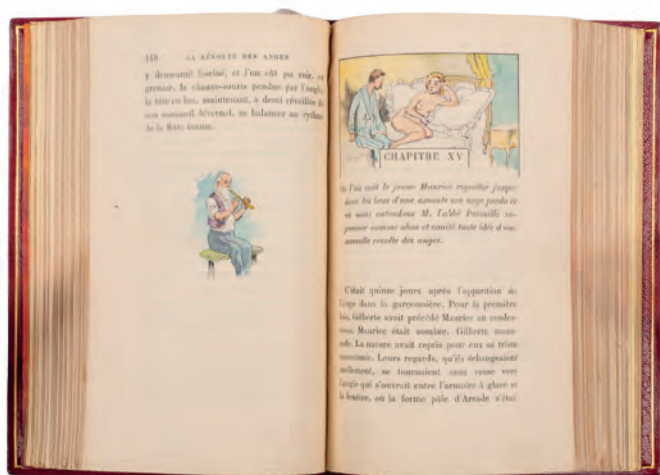 148 LA RÉVOLTE DES ANGES
y demeurait fasciné, et l'on eût pu voir, au
grenier, la chauve-souris pendue par l'ongle,
la tête en bas, maintenant, à demi réveillée de
son sommeil hivernal, se balancer au rythme
de la flûte
CHAPITRE XV
Où l'on voit le jeune Maurice regretter jusque
dans les bras d'une amante son ange perdu et
où nous entendons M. l'abbé Patouille re-
pousser comme abus et vanité toute idée d'une
nouvelle révolte des anges.
C'était quinze jours après l'apparition de
l'ange dans la garçonnière. Pour la première
fois, Gilberte avait précédé Maurice au rendez-
vous. Maurice était sombre, Gilberte maus-
sade. La nature avait repris pour eux sa triste
monotonie. Leurs regards, qu'ils échangeaient
mollement, se tournaient sans cesse vers
l'angle qui s'ouvrait entre l'armoire à glace et
la fenêtre, où la forme pâle d'Arcade s'était